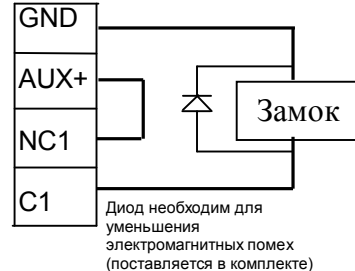 GND
AUX+
NC1
C1
Замок
Диод необходим для
уменьшения
электромагнитных помех
(поставляется в комплекте)